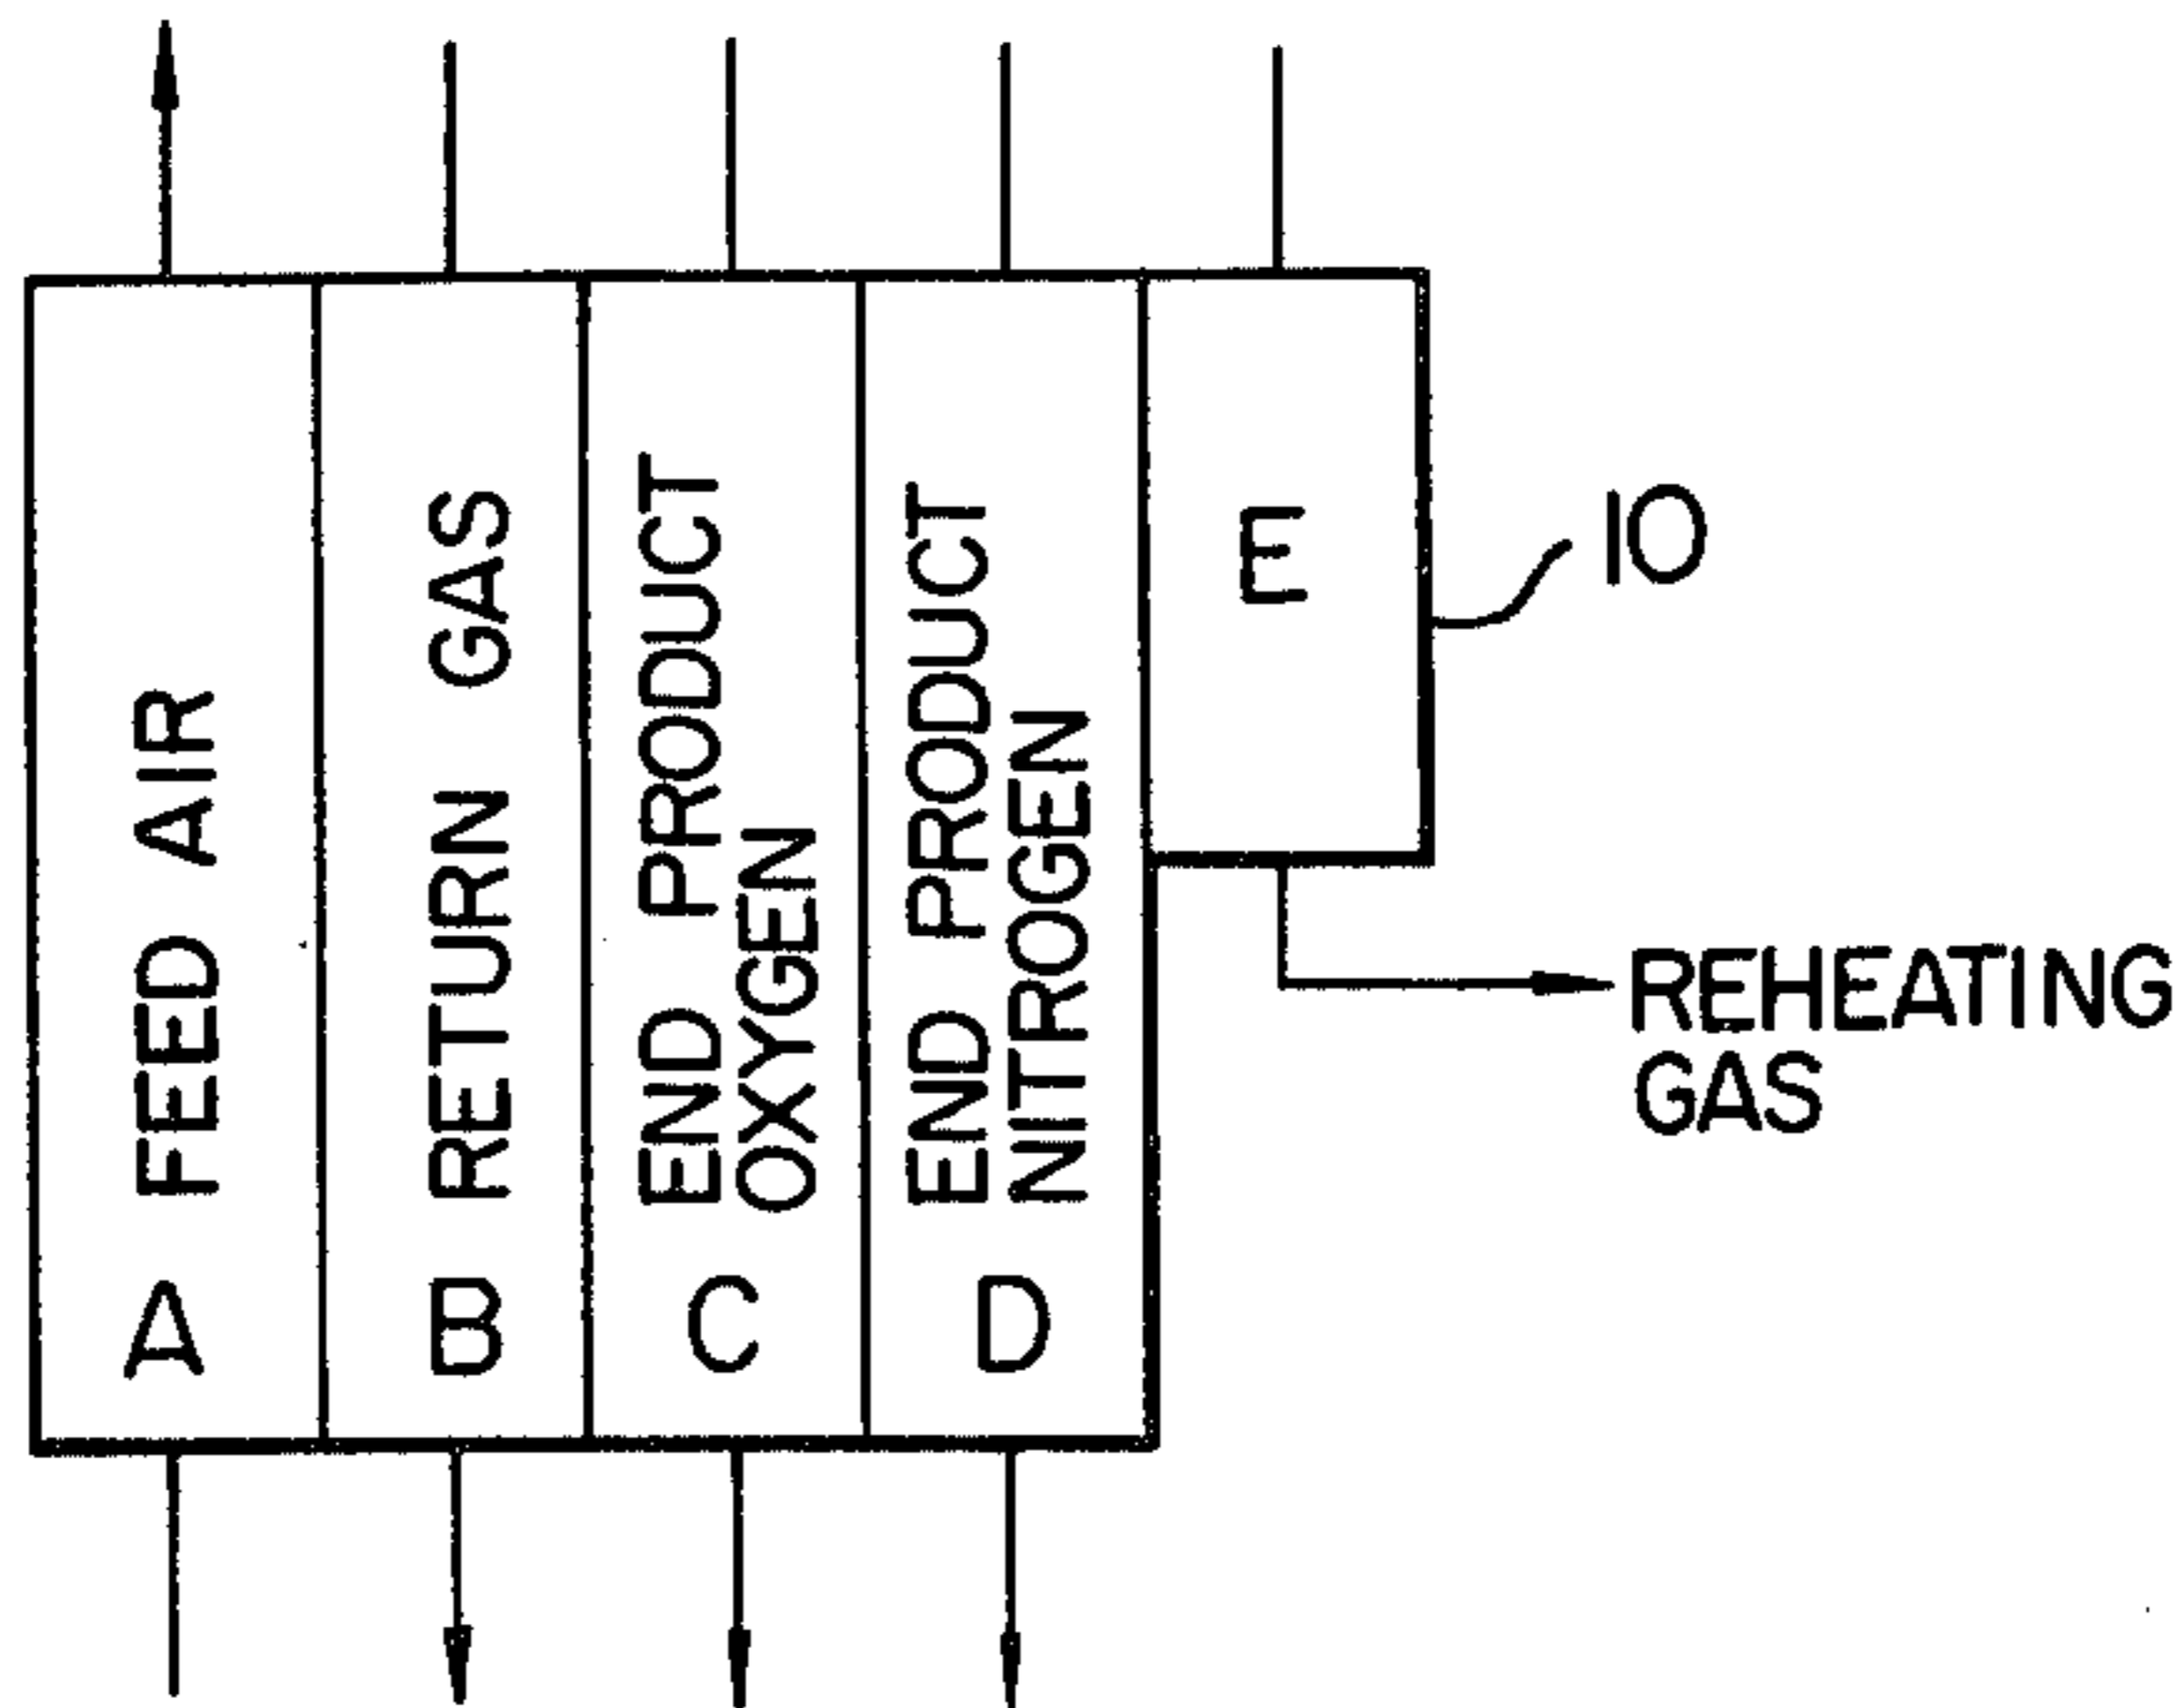 FEED AIR
A
RETURN GAS
B
END PRODUCT
OXYGEN
C
END PRODUCT
NITROGEN
D
E
10
REHEATING
GAS